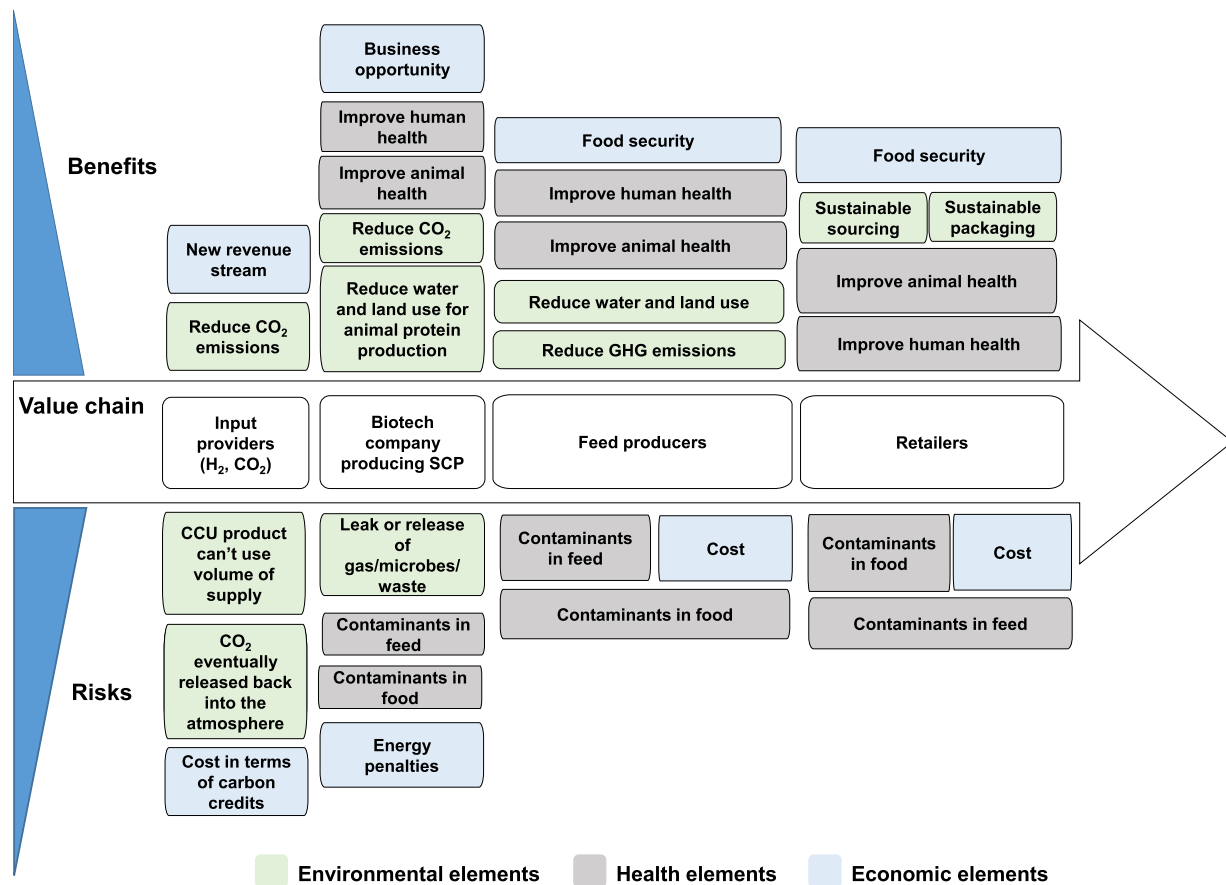 Benefits
New revenue
stream
Reduce CO₂
emissions
Business
opportunity
Improve human
health
Improve animal
health
Reduce CO₂
emissions
Reduce water
and land use for
animal protein
production
Food security
Improve human health
Improve animal health
Reduce water and land use
Reduce GHG emissions
Food security
Sustainable
sourcing
Sustainable
packaging
Improve animal health
Improve human health
Value chain
Input
providers
(H₂, CO₂)
Biotech
company
producing SCP
Feed producers
Retailers
Risks
CCU product
can't use
volume of
supply
CO₂
eventually
released back
into the
atmosphere
Cost in terms
of carbon
credits
Leak or release
of
gas/microbes/
waste
Contaminants in
feed
Contaminants in
food
Energy
penalties
Contaminants
in feed
Cost
Contaminants in food
Contaminants
in food
Cost
Contaminants in feed
Environmental elements
Health elements
Economic elements